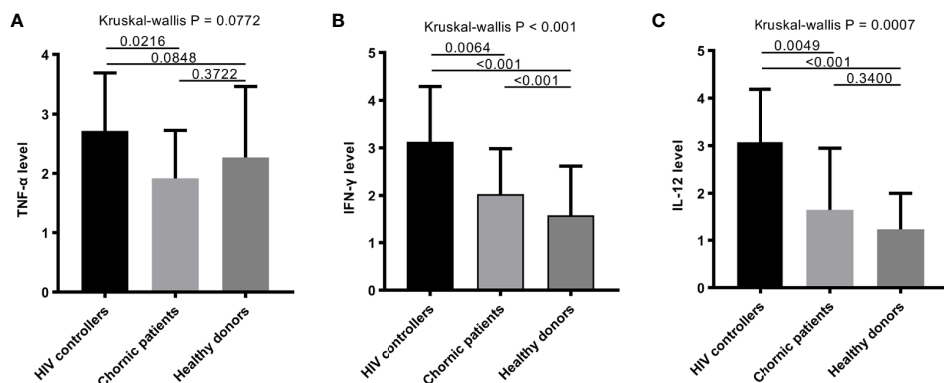 A
Kruskal-wallis P = 0.0772
0.0216
0.0848
0.3722
4
3
2
1
0
TNF-α level
HIV controllers
Chornic patients
Healthy donors
B
Kruskal-wallis P < 0.001
0.0064
<0.001
<0.001
5
4
3
2
1
0
IFN-γ level
HIV controllers
Chornic patients
Healthy donors
C
Kruskal-wallis P = 0.0007
0.0049
<0.001
0.3400
5
4
3
2
1
0
IL-12 level
HIV controllers
Chornic patients
Healthy donors